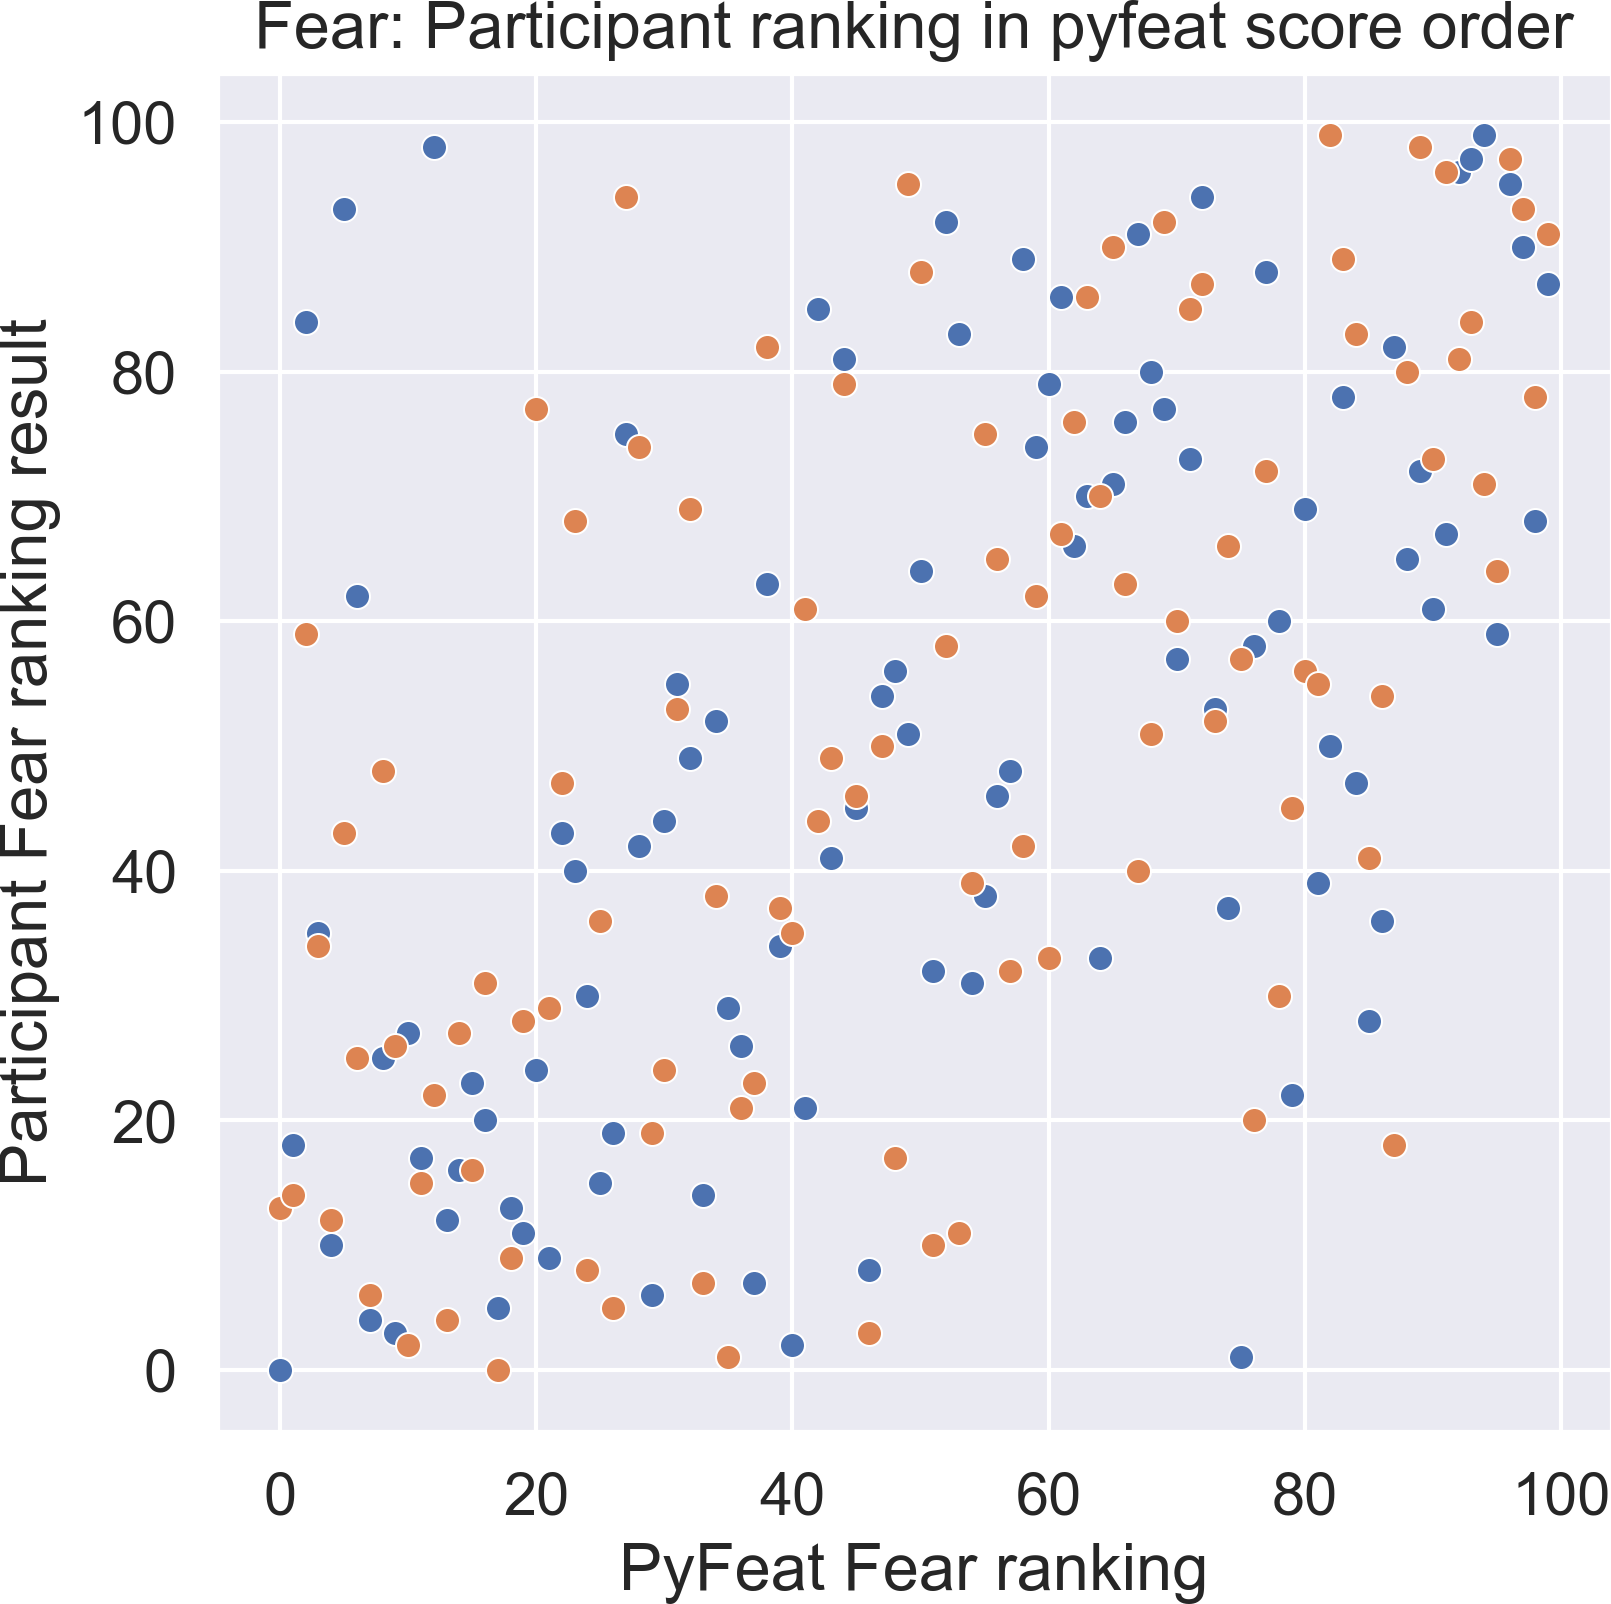 Fear: Participant ranking in pyfeat score order
Participant Fear ranking result
100
80
60
40
20
0
0 20 40 60 80 100
PyFeat Fear ranking